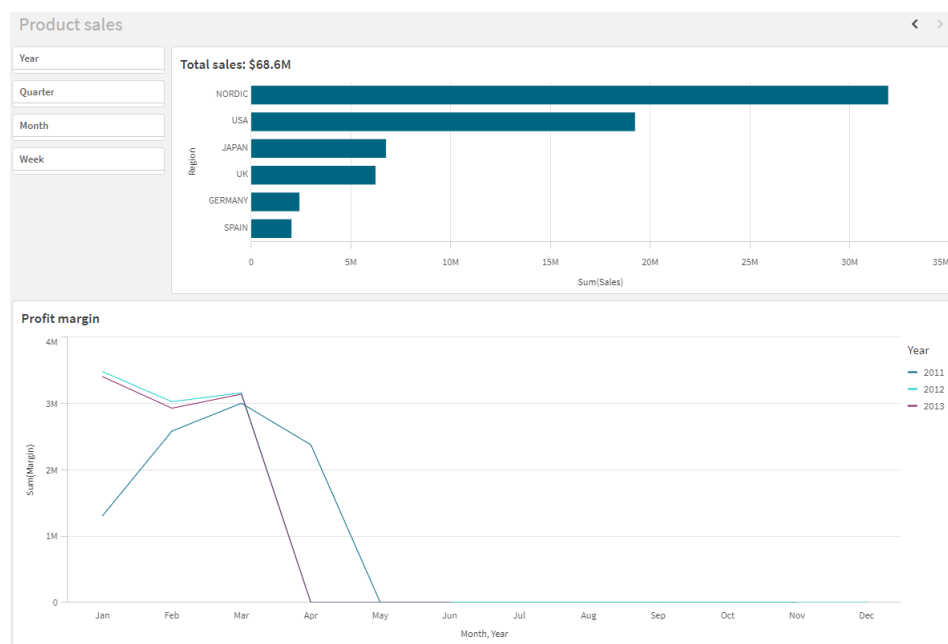 Product sales
Year
Quarter
Month
Week
Total sales: $68.6M
Region
NORDIC
USA
JAPAN
UK
GERMANY
SPAIN
0 5M 10M 15M 20M 25M 30M 35M
Sum(Sales)
Profit margin
Sum(Margin)
4M
3M
2M
1M
0
Jan Feb Mar Apr May Jun Jul Aug Sep Oct Nov Dec
Month, Year
Year
2011
2012
2013